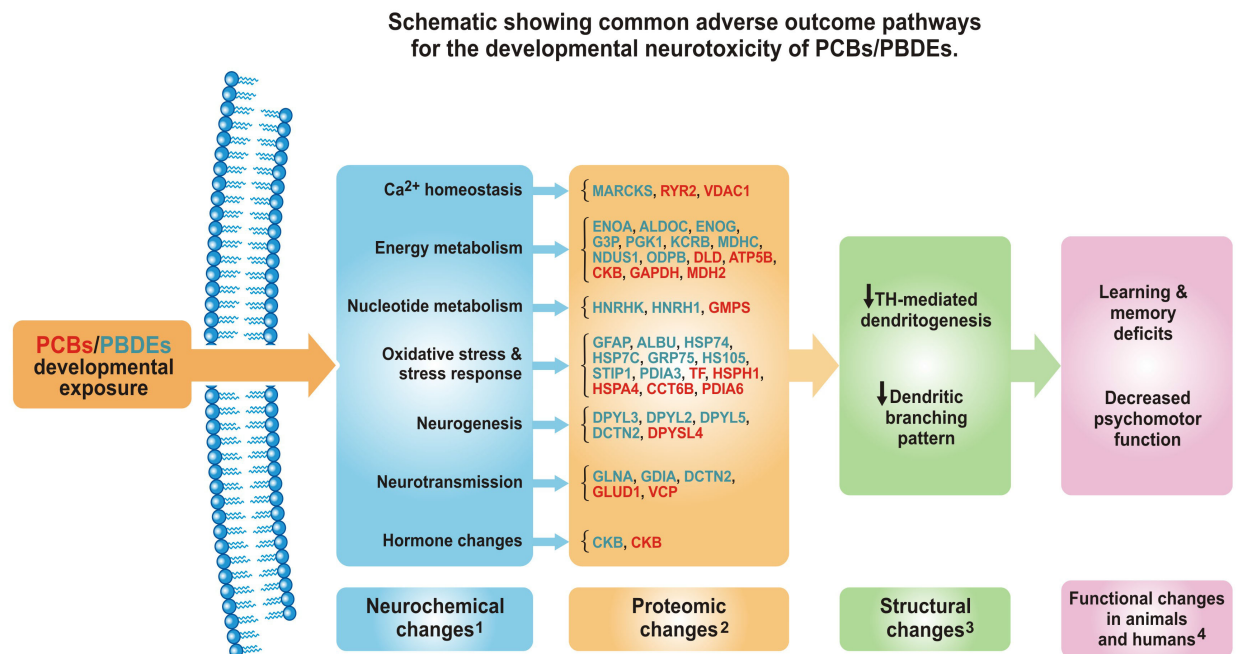 Schematic showing common adverse outcome pathways
for the developmental neurotoxicity of PCBs/PBDEs.
PCBs/PBDEs
developmental
exposure
Ca2+ homeostasis
{MARCKS, RYR2, VDAC1
Energy metabolism
{ENOA, ALDOC, ENOG,
G3P, PGK1, KCRB, MDHC,
NDUS1, ODPB, DLD, ATP5B,
CKB, GAPDH, MDH2
Nucleotide metabolism
{HNRHK, HNRH1, GMPS
Oxidative stress &
stress response
{GFAP, ALBU, HSP74,
HSP7C, GRP75, HS105,
STIP1, PDIA3, TF, HSPH1,
HSPA4, CCT6B, PDIA6
Neurogenesis
{DPYL3, DPYL2, DPYL5,
DCTN2, DPYSL4
Neurotransmission
{GLNA, GDIA, DCTN2,
GLUD1, VCP
Hormone changes
{CKB, CKB
↓TH-mediated
dendritogenesis
↓Dendritic
branching
pattern
Learning &
memory
deficits
Decreased
psychomotor
function
Neurochemical
changes1
Proteomic
changes2
Structural
changes3
Functional changes
in animals
and humans4